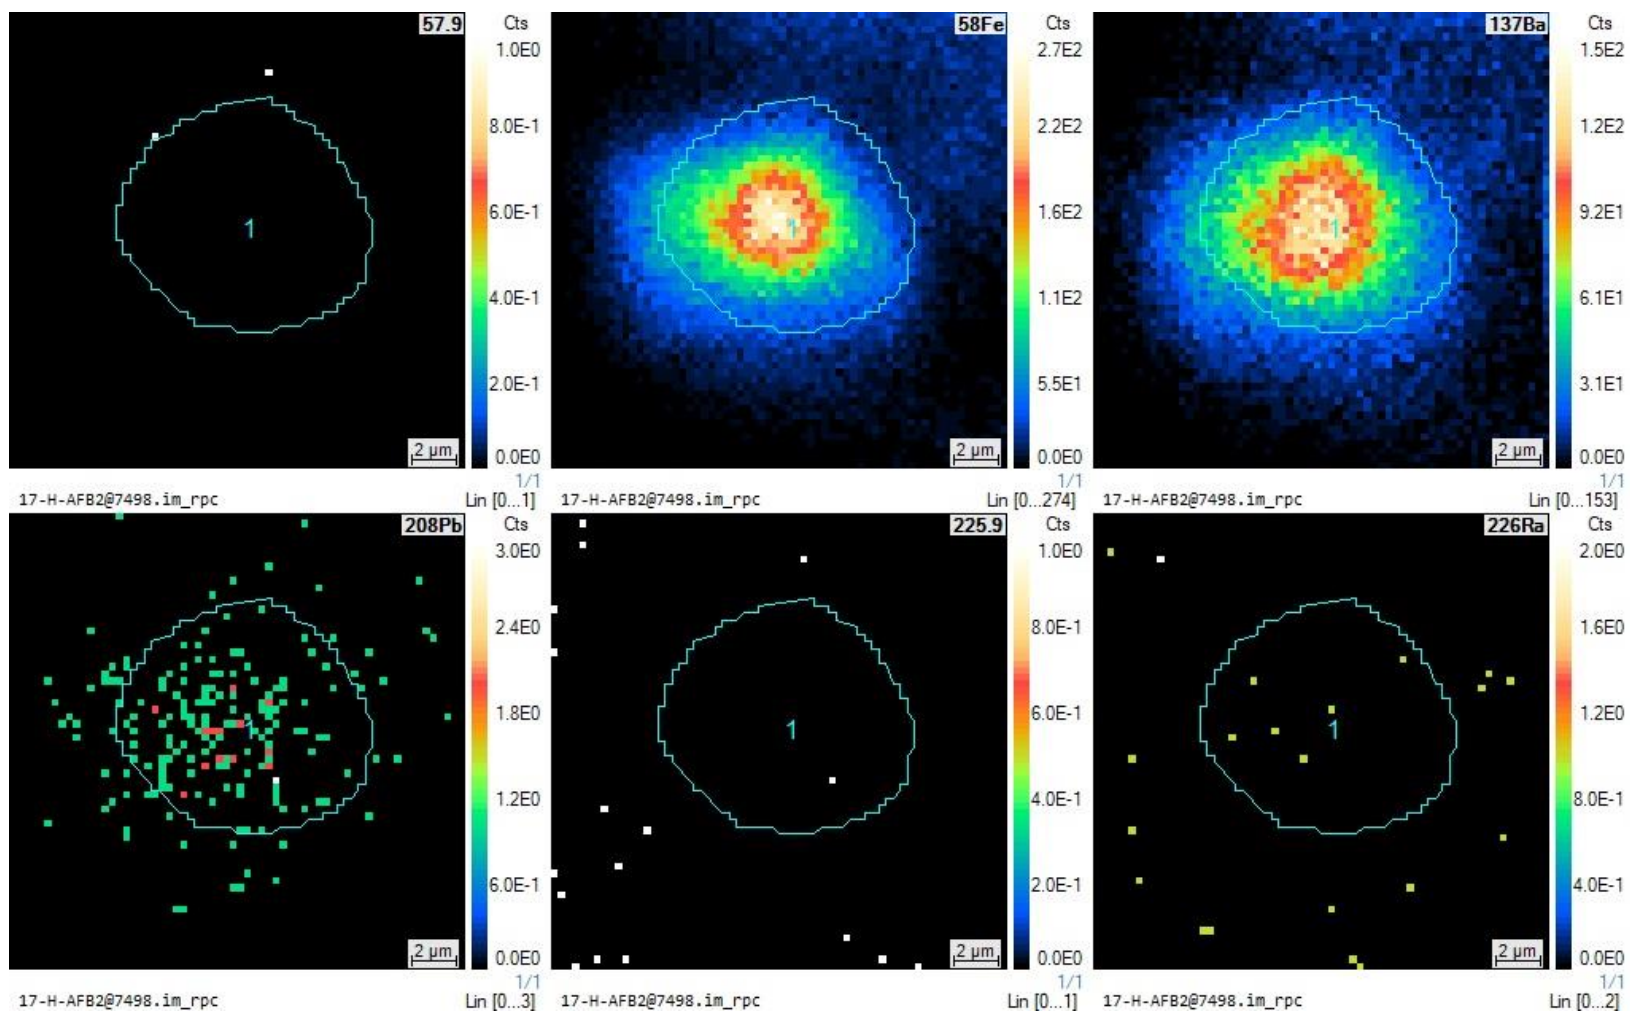 57.9 Cts
1.0E0
8.0E-1
6.0E-1
1
4.0E-1
2.0E-1
2 µm 0.0E0
1/1
17-H-AFB2@7498.im_rpc Lin [0...1]
58Fe Cts
2.7E2
2.2E2
1.6E2
1
1.1E2
5.5E1
2 µm 0.0E0
1/1
17-H-AFB2@7498.im_rpc Lin [0...274]
137Ba Cts
1.5E2
1.2E2
9.2E1
1
6.1E1
3.1E1
2 µm 0.0E0
1/1
17-H-AFB2@7498.im_rpc Lin [0...153]
208Pb Cts
3.0E0
2.4E0
1.8E0
1
1.2E0
6.0E-1
2 µm 0.0E0
1/1
17-H-AFB2@7498.im_rpc Lin [0...3]
225.9 Cts
1.0E0
8.0E-1
6.0E-1
1
4.0E-1
2.0E-1
2 µm 0.0E0
1/1
17-H-AFB2@7498.im_rpc Lin [0...1]
226Ra Cts
2.0E0
1.6E0
1.2E0
1
8.0E-1
4.0E-1
2 µm 0.0E0
1/1
17-H-AFB2@7498.im_rpc Lin [0...2]